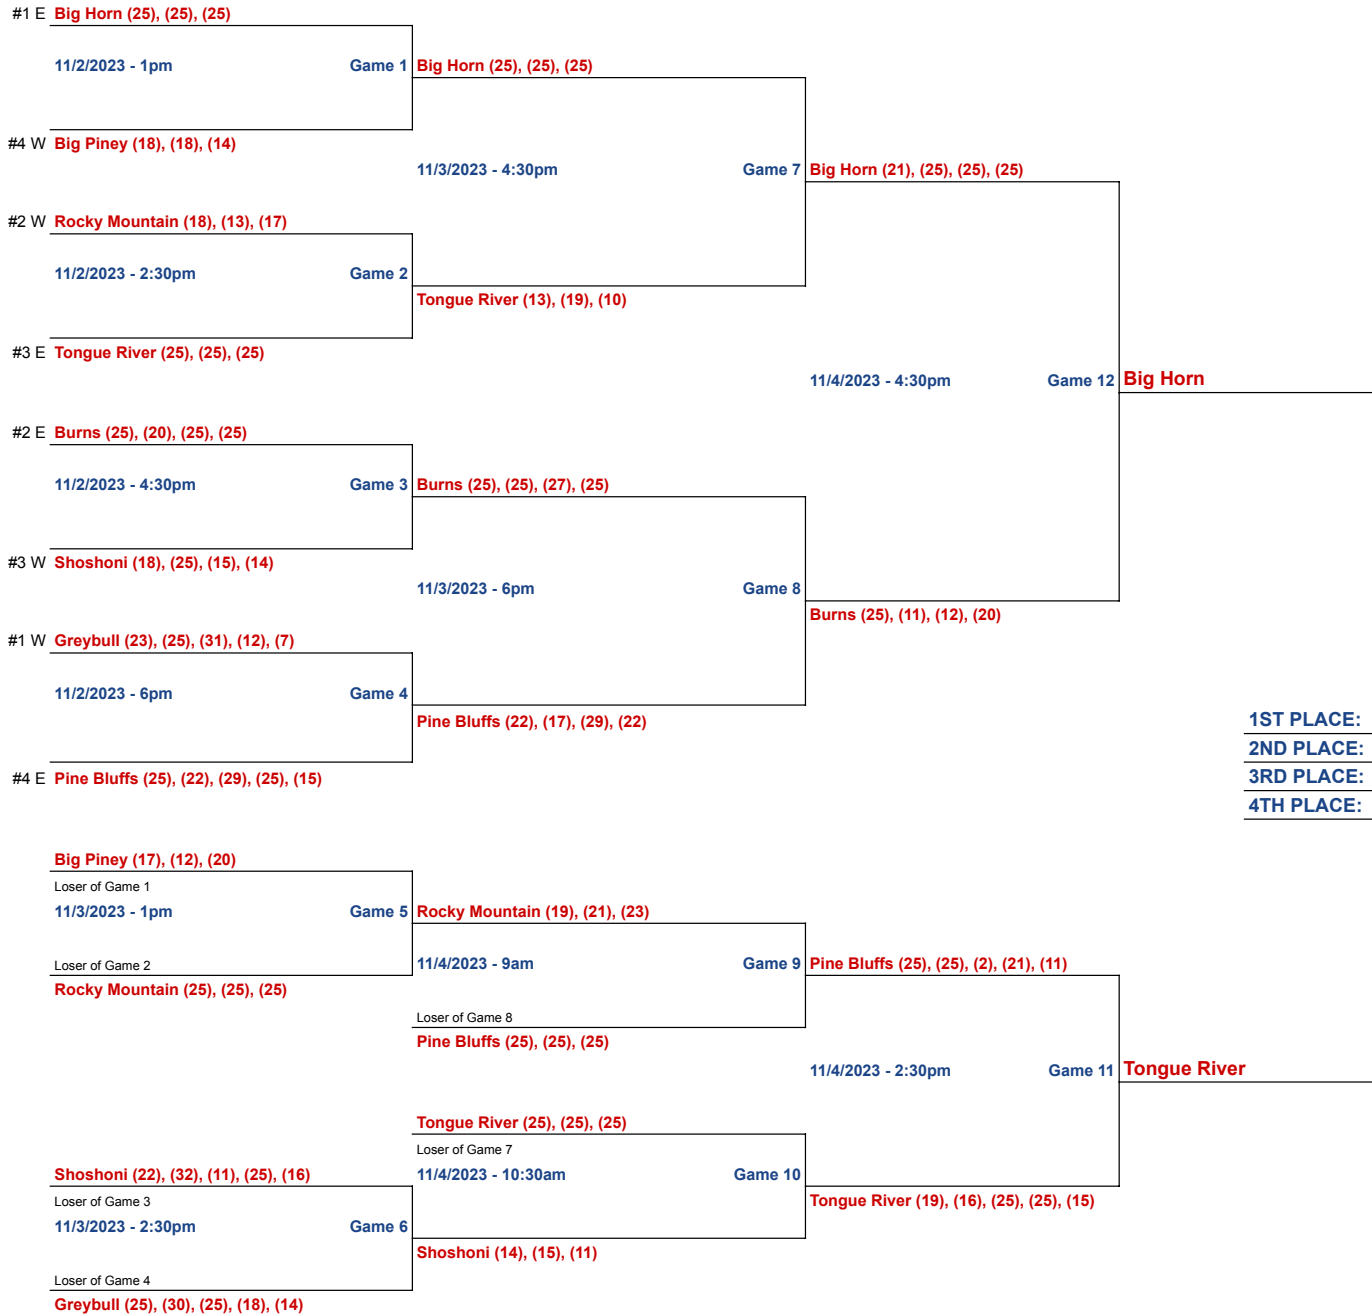 #1 E Big Horn (25), (25), (25)
11/2/2023 - 1pm Game 1 Big Horn (25), (25), (25)
#4 W Big Piney (18), (18), (14)
11/3/2023 - 4:30pm Game 7 Big Horn (21), (25), (25), (25)
#2 W Rocky Mountain (18), (13), (17)
11/2/2023 - 2:30pm Game 2
Tongue River (13), (19), (10)
#3 E Tongue River (25), (25), (25)
11/4/2023 - 4:30pm Game 12 Big Horn
#2 E Burns (25), (20), (25), (25)
11/2/2023 - 4:30pm Game 3 Burns (25), (25), (27), (25)
#3 W Shoshoni (18), (25), (15), (14)
11/3/2023 - 6pm Game 8
Burns (25), (11), (12), (20)
#1 W Greybull (23), (25), (31), (12), (7)
11/2/2023 - 6pm Game 4
Pine Bluffs (22), (17), (29), (22)
1ST PLACE:
2ND PLACE:
#4 E Pine Bluffs (25), (22), (29), (25), (15)
3RD PLACE:
4TH PLACE:
Big Piney (17), (12), (20)
Loser of Game 1
11/3/2023 - 1pm Game 5 Rocky Mountain (19), (21), (23)
Loser of Game 2
11/4/2023 - 9am Game 9 Pine Bluffs (25), (25), (2), (21), (11)
Rocky Mountain (25), (25), (25)
Loser of Game 8
Pine Bluffs (25), (25), (25)
11/4/2023 - 2:30pm Game 11 Tongue River
Tongue River (25), (25), (25)
Loser of Game 7
Shoshoni (22), (32), (11), (25), (16)
11/4/2023 - 10:30am Game 10
Loser of Game 3
Tongue River (19), (16), (25), (25), (15)
11/3/2023 - 2:30pm Game 6
Shoshoni (14), (15), (11)
Loser of Game 4
Greybull (25), (30), (25), (18), (14)